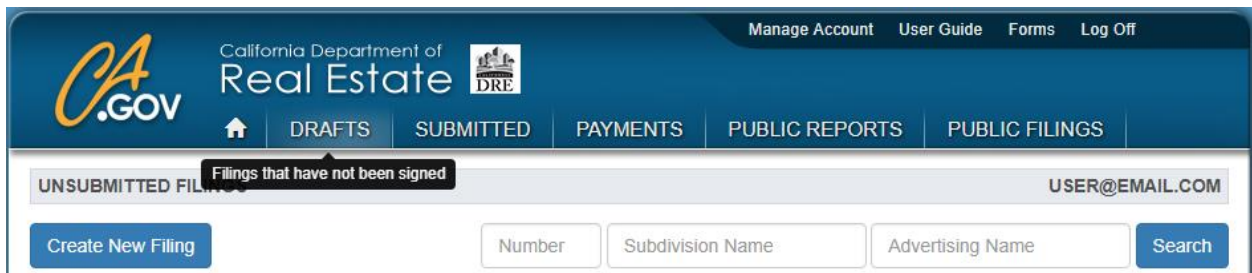 Manage Account User Guide Forms Log Off
CA.GOV
California Department of
Real Estate
CALIFORNIA
DRE
DRAFTS SUBMITTED PAYMENTS PUBLIC REPORTS PUBLIC FILINGS
Filings that have not been signed
UNSUBMITTED FILINGS USER@EMAIL.COM
Create New Filing Number Subdivision Name Advertising Name Search